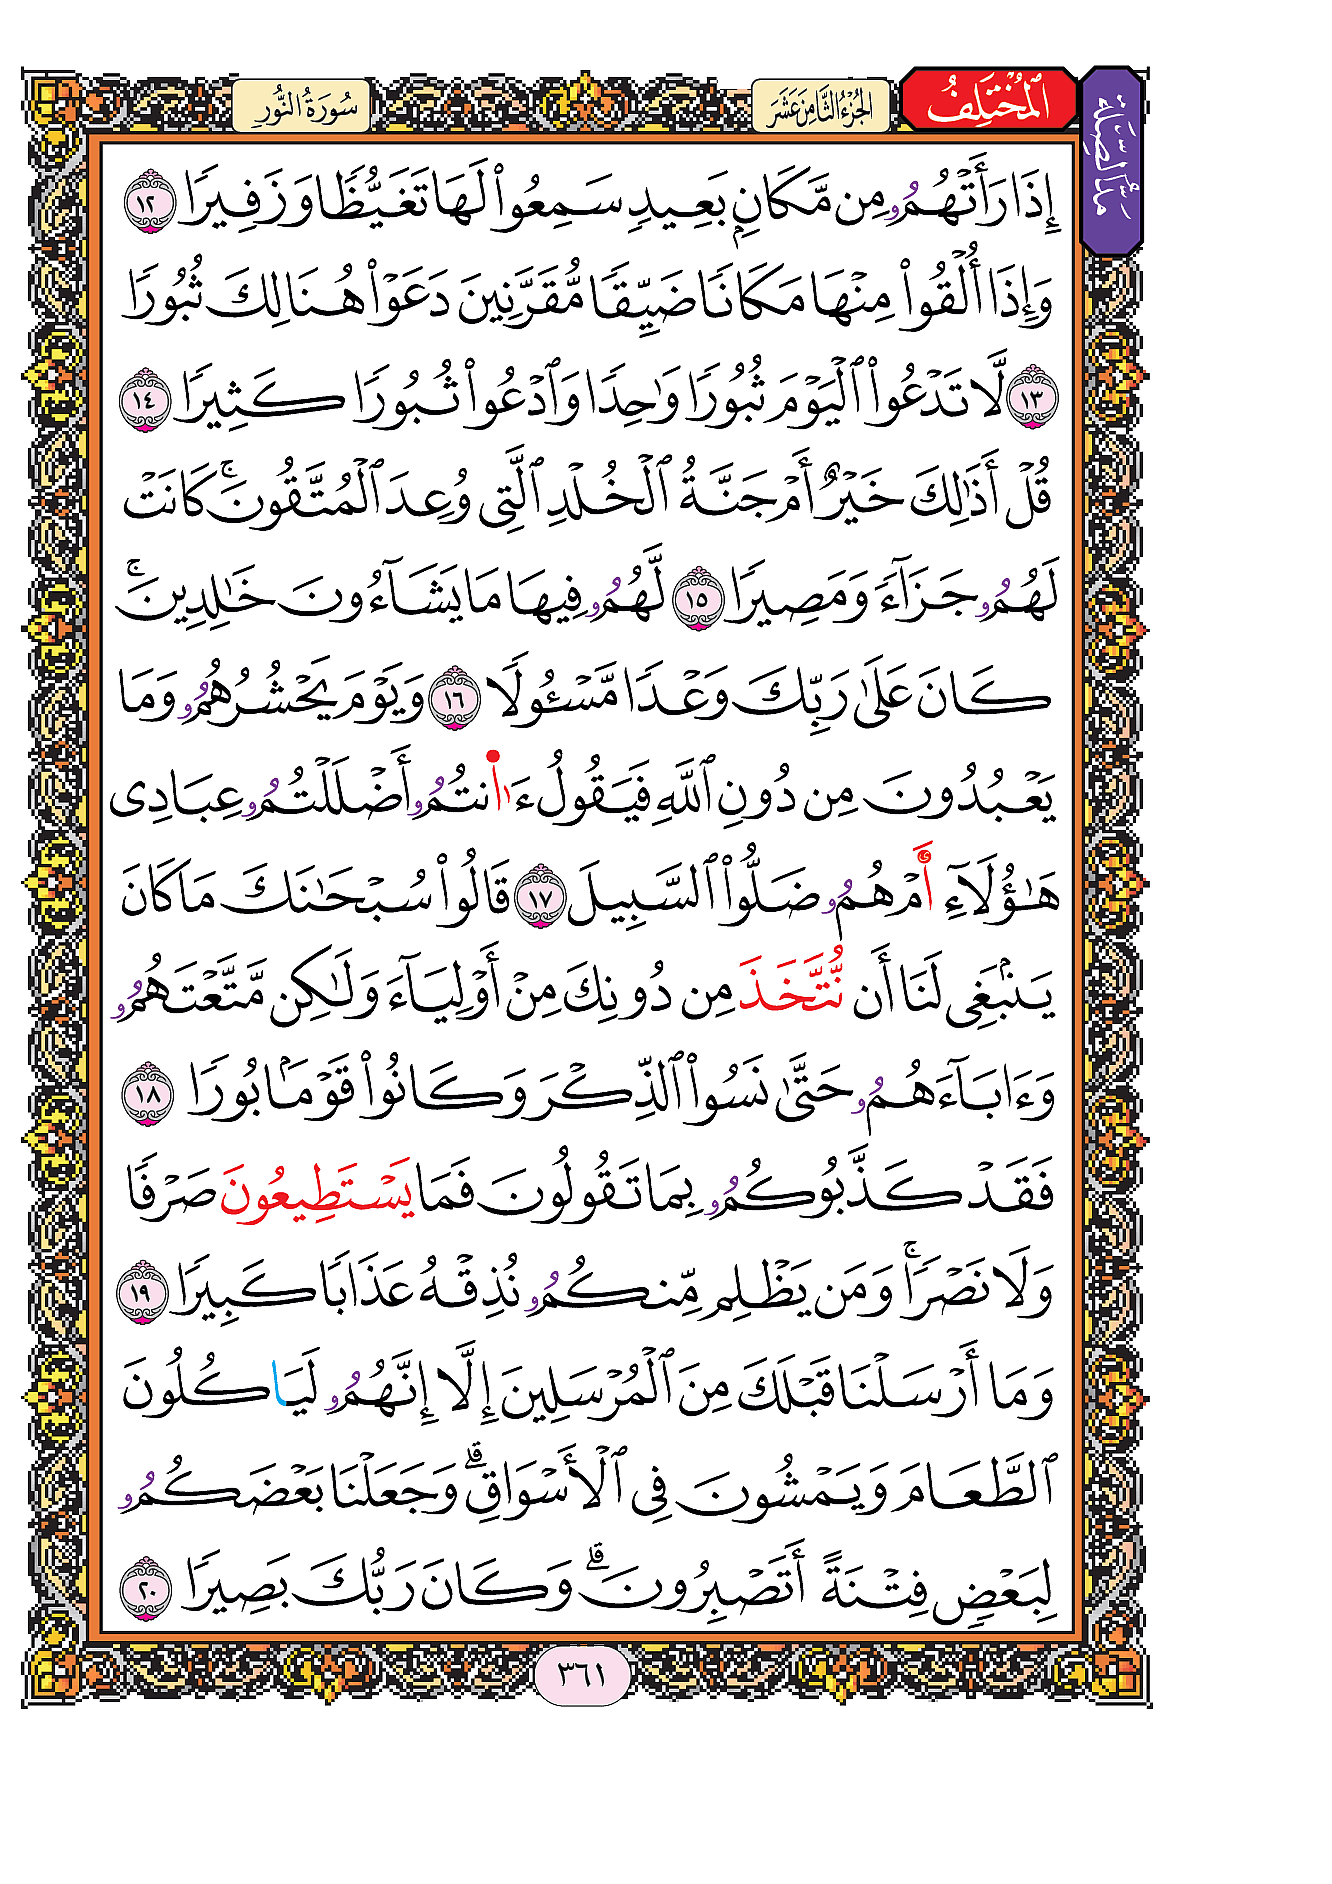 سُورَةُ النُّورِ
الجُزْءُ الثَّامِنَ عَشَرَ
ٱلمُخْتَلِفُ
مَدُّ الصِّلَةِ
إِذَا رَأَتْهُمُۥ مِن مَّكَانِۭ بَعِيدٖ سَمِعُواْ لَهَا تَغَيُّظٗا وَزَفِيرٗا ١٢
وَإِذَا أُلْقُواْ مِنْهَا مَكَانٗا ضَيِّقٗا مُّقَرَّنِينَ دَعَوْاْ هُنَالِكَ ثُبُورٗا
١٣ لَّا تَدْعُواْ ٱلْيَوْمَ ثُبُورٗا وَٰحِدٗا وَٱدْعُواْ ثُبُورٗا كَثِيرٗا ١٤
قُلْ أَذَٰلِكَ خَيْرٌ أَمْ جَنَّةُ ٱلْخُلْدِ ٱلَّتِى وُعِدَ ٱلْمُتَّقُونَۚ كَانَتْ
لَهُمُۥ جَزَآءٗ وَمَصِيرٗا ١٥ لَّهُمُۥ فِيهَا مَا يَشَآءُونَ خَٰلِدِينَۚ
كَانَ عَلَىٰ رَبِّكَ وَعْدٗا مَّسْـُٔولٗا ١٦ وَيَوْمَ يَحْشُرُهُمُۥ وَمَا
يَعْبُدُونَ مِن دُونِ ٱللَّهِ فَيَقُولُ ءَاٰ۬نتُمُۥ أَضْلَلْتُمُۥ عِبَادِى
هَٰٓؤُلَآءِ أَمْ هُمُۥ ضَلُّواْ ٱلسَّبِيلَ ١٧ قَالُواْ سُبْحَٰنَكَ مَا كَانَ
يَنۢبَغِى لَنَا أَن نُّتَّخَذَ مِن دُونِكَ مِنْ أَوْلِيَآءَ وَلَٰكِن مَّتَّعْتَهُمُۥ
وَءَابَآءَهُمُۥ حَتَّىٰ نَسُواْ ٱلذِّكْرَ وَكَانُواْ قَوْمَۢا بُورٗا ١٨
فَقَدْ كَذَّبُوكُمُۥ بِمَا تَقُولُونَ فَمَا يَسْتَطِيعُونَ صَرْفٗا
وَلَا نَصْرٗاۚ وَمَن يَظْلِم مِّنكُمُۥ نُذِقْهُ عَذَابٗا كَبِيرٗا ١٩
وَمَا أَرْسَلْنَا قَبْلَكَ مِنَ ٱلْمُرْسَلِينَ إِلَّا إِنَّهُمُۥ لَيَاكُلُونَ
ٱلطَّعَامَ وَيَمْشُونَ فِى ٱلْأَسْوَاقِۗ وَجَعَلْنَا بَعْضَكُمُۥ
لِبَعْضٖ فِتْنَةً أَتَصْبِرُونَۗ وَكَانَ رَبُّكَ بَصِيرٗا ٢٠
٣٦١